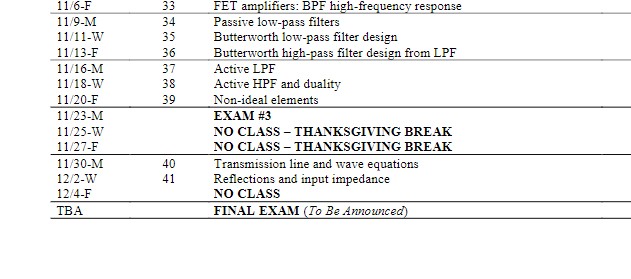 11/6-F 33 FET amplifiers: BPF high-frequency response
11/9-M 34 Passive low-pass filters
11/11-W 35 Butterworth low-pass filter design
11/13-F 36 Butterworth high-pass filter design from LPF
11/16-M 37 Active LPF
11/18-W 38 Active HPF and duality
11/20-F 39 Non-ideal elements
11/23-M EXAM #3
11/25-W NO CLASS – THANKSGIVING BREAK
11/27-F NO CLASS – THANKSGIVING BREAK
11/30-M 40 Transmission line and wave equations
12/2-W 41 Reflections and input impedance
12/4-F NO CLASS
TBA FINAL EXAM (To Be Announced)